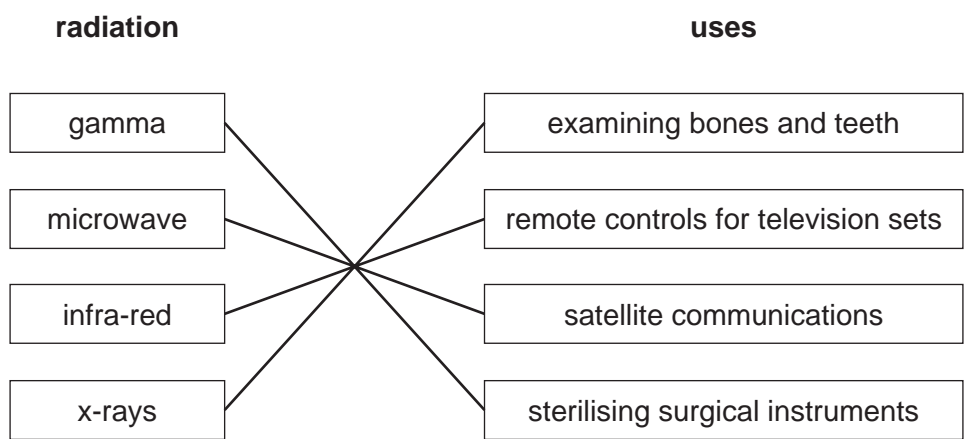 radiation uses
gamma examining bones and teeth
microwave remote controls for television sets
infra-red satellite communications
x-rays sterilising surgical instruments